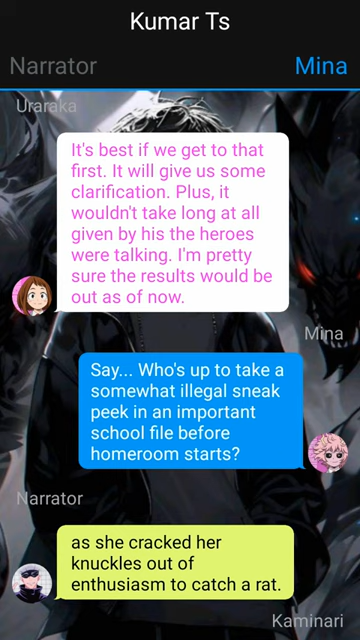 Kumar Ts
Narrator Mina
Uraraka
It's best if we get to that
first. It will give us some
clarification. Plus, it
wouldn't take long at all
given by his the heroes
were talking. I'm pretty
sure the results would be
out as of now.
Mina
Say... Who's up to take a
somewhat illegal sneak
peek in an important
school file before
homeroom starts?
Narrator
as she cracked her
knuckles out of
enthusiasm to catch a rat.
Kaminari